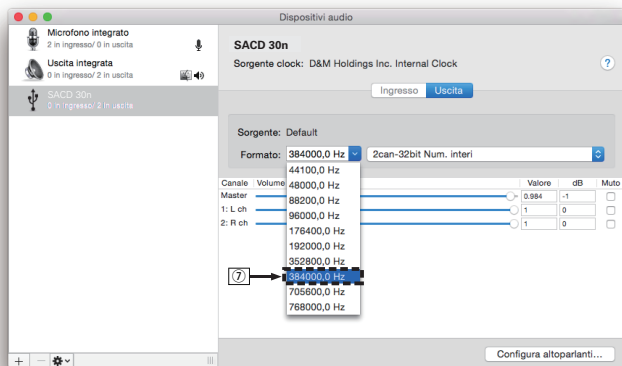 Dispositivi audio
Microfono integrato
2 in ingresso/ 0 in uscita
Uscita integrata
0 in ingresso/ 2 in uscita
SACD 30n
0 in ingresso/ 2 in uscita
SACD 30n
Sorgente clock: D&M Holdings Inc. Internal Clock
?
Ingresso Uscita
Sorgente: Default
Formato: 384000,0 Hz 2can-32bit Num. interi
44100,0 Hz
48000,0 Hz
88200,0 Hz
96000,0 Hz
176400,0 Hz
192000,0 Hz
352800,0 Hz
⑦ 384000,0 Hz
705600,0 Hz
768000,0 Hz
Canale Volume Valore dB Muto
Master 0.984 -1
1: L ch 1 0
2: R ch 1 0
Configura altoparlanti...